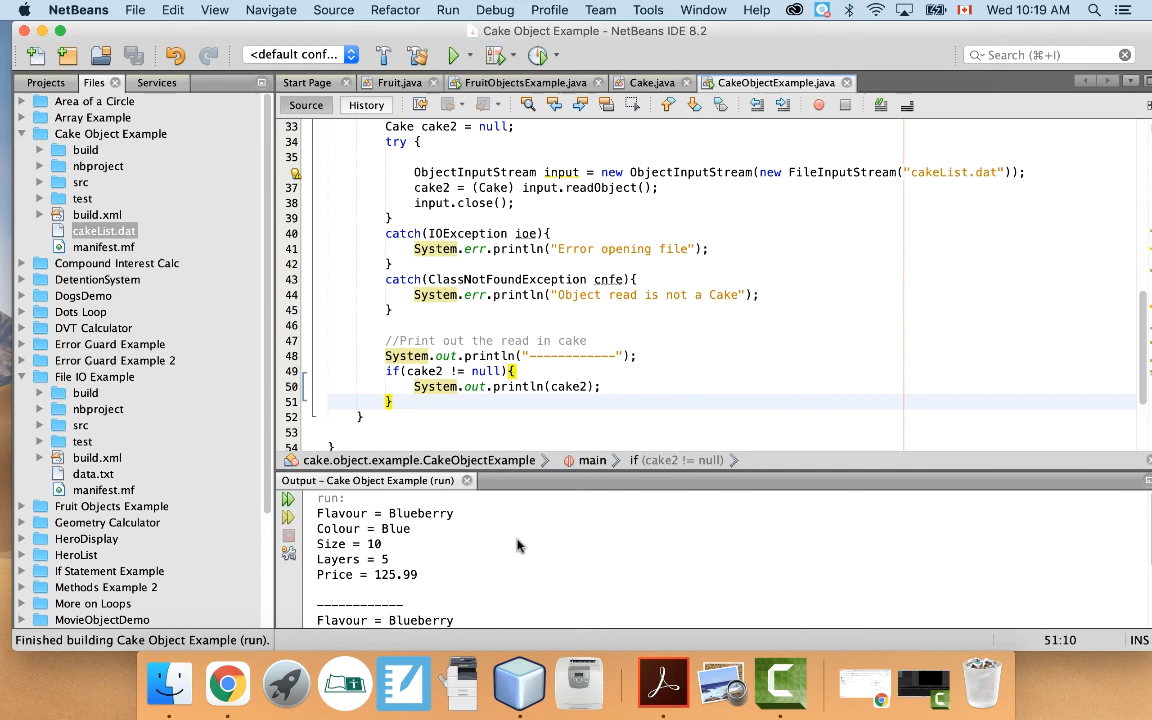 NetBeans File Edit View Navigate Source Refactor Run Debug Profile Team Tools Window Help Wed 10:19 AM
Cake Object Example - NetBeans IDE 8.2
<default conf... Search (⌘+I)
Projects Files Services Start Page Fruit.java FruitObjectsExample.java Cake.java CakeObjectExample.java
Source History
Area of a Circle
Array Example
Cake Object Example
build
nbproject
src
test
build.xml
cakeList.dat
manifest.mf
Compound Interest Calc
DetentionSystem
DogsDemo
Dots Loop
DVT Calculator
Error Guard Example
Error Guard Example 2
File IO Example
build
nbproject
src
test
build.xml
data.txt
manifest.mf
Fruit Objects Example
Geometry Calculator
HeroDisplay
HeroList
If Statement Example
Methods Example 2
More on Loops
MovieObjectDemo
33 Cake cake2 = null;
34 try {
35
ObjectInputStream input = new ObjectInputStream(new FileInputStream("cakeList.dat"));
37 cake2 = (Cake) input.readObject();
38 input.close();
39 }
40 catch(IOException ioe){
41 System.err.println("Error opening file");
42 }
43 catch(ClassNotFoundException cnfe){
44 System.err.println("Object read is not a Cake");
45 }
46
47 //Print out the read in cake
48 System.out.println("------------");
49 if(cake2 != null){
50 System.out.println(cake2);
51 }
52 }
53
54 }
cake.object.example.CakeObjectExample main if (cake2 != null)
Output - Cake Object Example (run)
run:
Flavour = Blueberry
Colour = Blue
Size = 10
Layers = 5
Price = 125.99
------------
Flavour = Blueberry
Finished building Cake Object Example (run). 51:10 INS